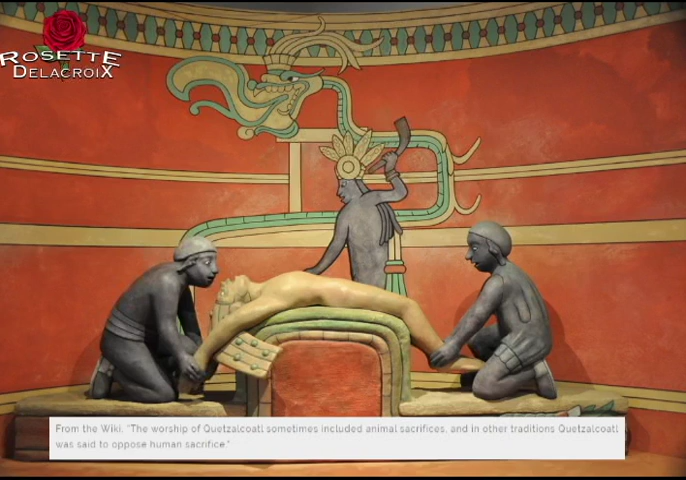 ROSETTE
DELACROIX
From the Wiki: "The worship of Quetzalcoatl sometimes included animal sacrifices, and in other traditions Quetzalcoatl
was said to oppose human sacrifice."